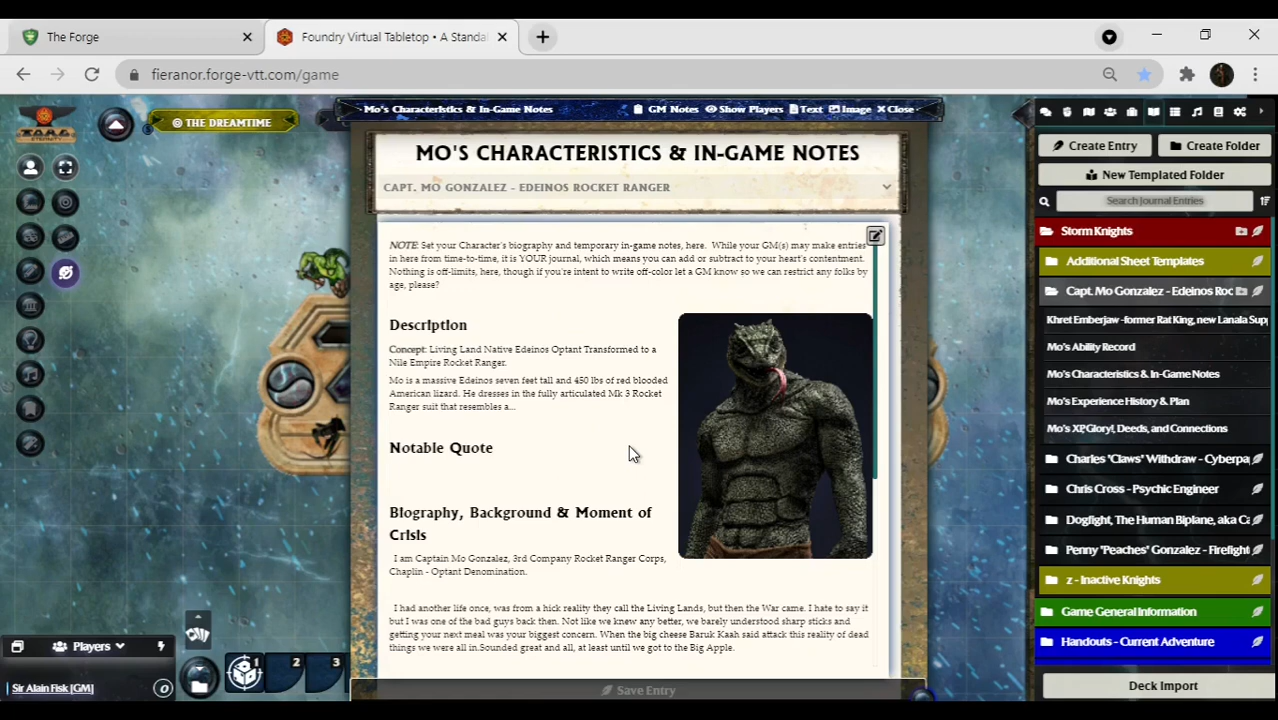 The Forge
Foundry Virtual Tabletop • A Standa
fieranor.forge-vtt.com/game
Mo's Characteristics & In-Game Notes
GM Notes
Show Players
Text
Image
Close
TORG
ETERNITY
@ THE DREAMTIME
MO'S CHARACTERISTICS & IN-GAME NOTES
CAPT. MO GONZALEZ - EDEINOS ROCKET RANGER
NOTE: Set your Character's biography and temporary in-game notes, here. While your GM(s) may make entries
in here from time-to-time, it is YOUR journal, which means you can add or subtract to your heart's contentment.
Nothing is off-limits, here, though if you're intent to write off-color let a GM know so we can restrict any folks by
age, please?
Description
Concept: Living Land Native Edeinos Optant Transformed to a
Nile Empire Rocket Ranger.
Mo is a massive Edeinos seven feet tall and 450 lbs of red blooded
American lizard. He dresses in the fully articulated Mk 3 Rocket
Ranger suit that resembles a...
Notable Quote
Biography, Background & Moment of
Crisis
I am Captain Mo Gonzalez, 3rd Company Rocket Ranger Corps,
Chaplin - Optant Denomination.
I had another life once, was from a hick reality they call the Living Lands, but then the War came. I hate to say it
but I was one of the bad guys back then. Not like we knew any better, we barely understood sharp sticks and
getting your next meal was your biggest concern. When the big cheese Baruk Kaah said attack this reality of dead
things we were all in.Sounded great and all, at least until we got to the Big Apple.
Save Entry
Players
Sir Alain Fisk [GM]
0
1
2
3
Create Entry
Create Folder
New Templated Folder
Search Journal Entries
Storm Knights
Additional Sheet Templates
Capt. Mo Gonzalez - Edeinos Roc
Khret Emberjaw -former Rat King, new Lanala Supp
Mo's Ability Record
Mo's Characteristics & In-Game Notes
Mo's Experience History & Plan
Mo's XP, Glory!, Deeds, and Connections
Charles "Claws" Withdraw - Cyberpa
Chris Cross - Psychic Engineer
Dogfight, The Human Biplane, aka Ca
Penny "Peaches" Gonzalez - Firefight
z - Inactive Knights
Game General Information
Handouts - Current Adventure
Deck Import